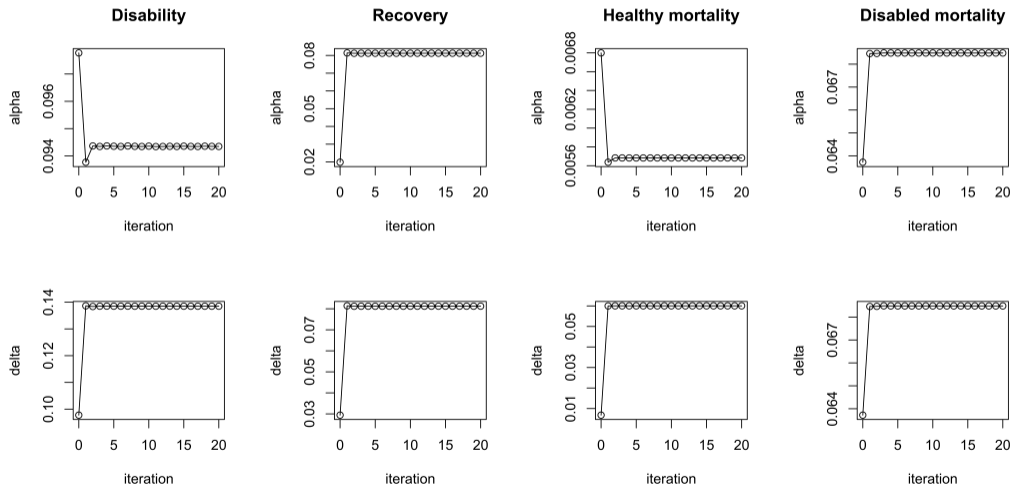 Disability Recovery Healthy mortality Disabled mortality
alpha 0.094 0.096
0 5 10 15 20
iteration
alpha 0.02 0.05 0.08
0 5 10 15 20
iteration
alpha 0.0056 0.0062 0.0068
0 5 10 15 20
iteration
alpha 0.064 0.067
0 5 10 15 20
iteration
delta 0.10 0.12 0.14
0 5 10 15 20
iteration
delta 0.03 0.05 0.07
0 5 10 15 20
iteration
delta 0.01 0.03 0.05
0 5 10 15 20
iteration
delta 0.064 0.067
0 5 10 15 20
iteration